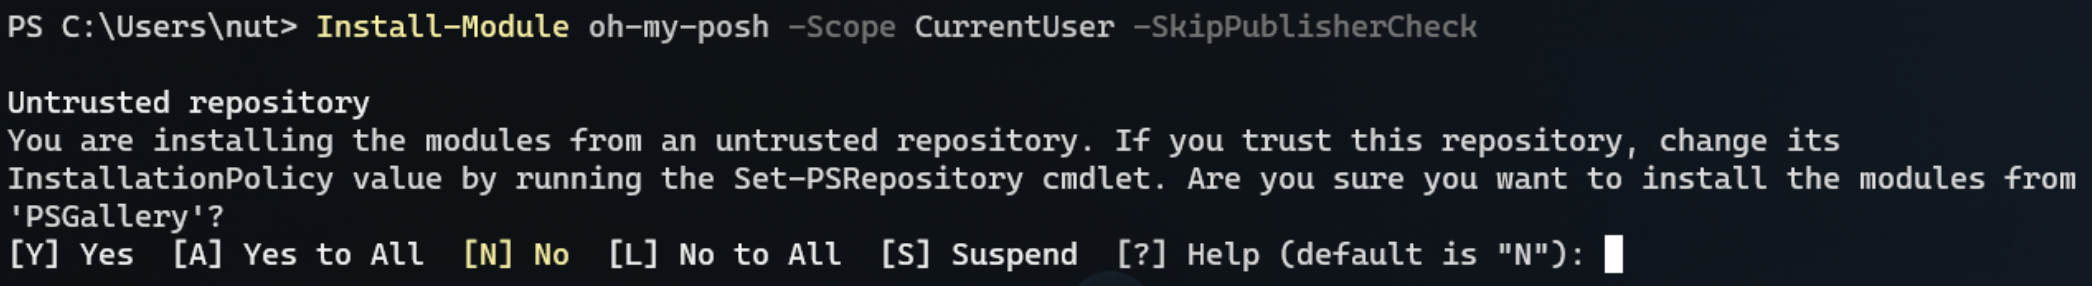 PS C:\Users\nut> Install-Module oh-my-posh -Scope CurrentUser -SkipPublisherCheck
Untrusted repository
You are installing the modules from an untrusted repository. If you trust this repository, change its
InstallationPolicy value by running the Set-PSRepository cmdlet. Are you sure you want to install the modules from
'PSGallery'?
[Y] Yes  [A] Yes to All  [N] No  [L] No to All  [S] Suspend  [?] Help (default is "N"):